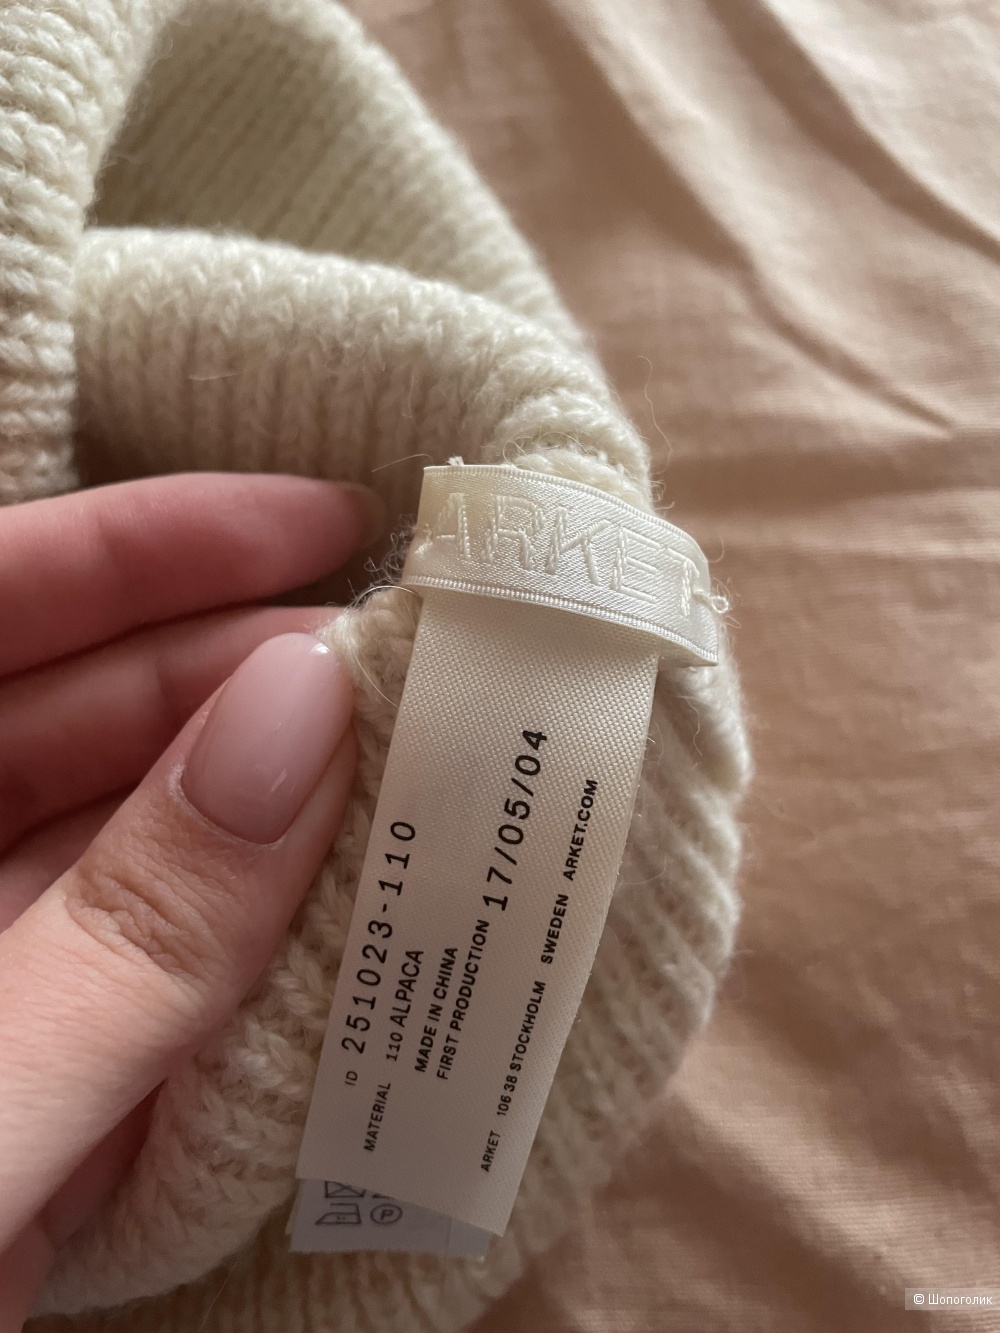 ARKET
ID 251023-110
MATERIAL 110 ALPACA
MADE IN CHINA
FIRST PRODUCTION 17/05/04
ARKET 106 38 STOCKHOLM SWEDEN ARKET.COM
P
© Шопоголик